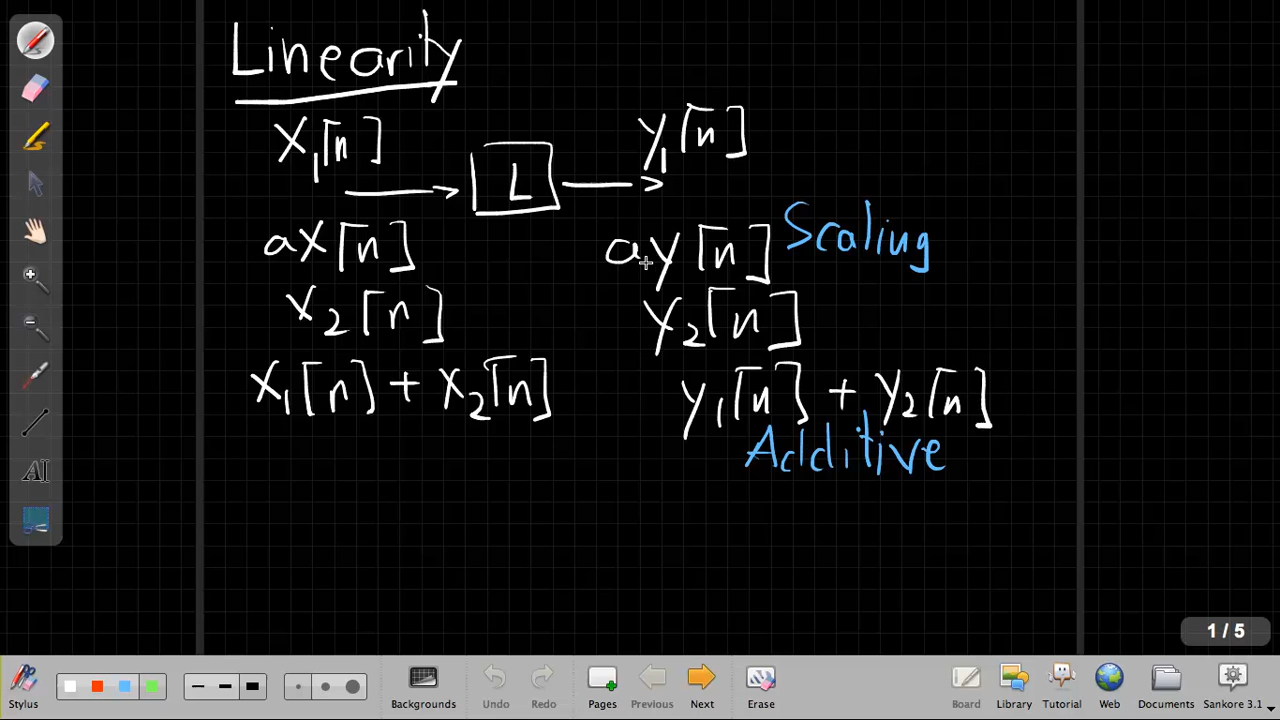 Linearity
x₁[n] → L → y₁[n]
ax[n] ay[n] Scaling
x₂[n] y₂[n]
x₁[n] + x₂[n] y₁[n] + y₂[n]
Additive
1 / 5
Stylus Backgrounds Undo Redo Pages Previous Next Erase Board Library Tutorial Web Documents Sankore 3.1